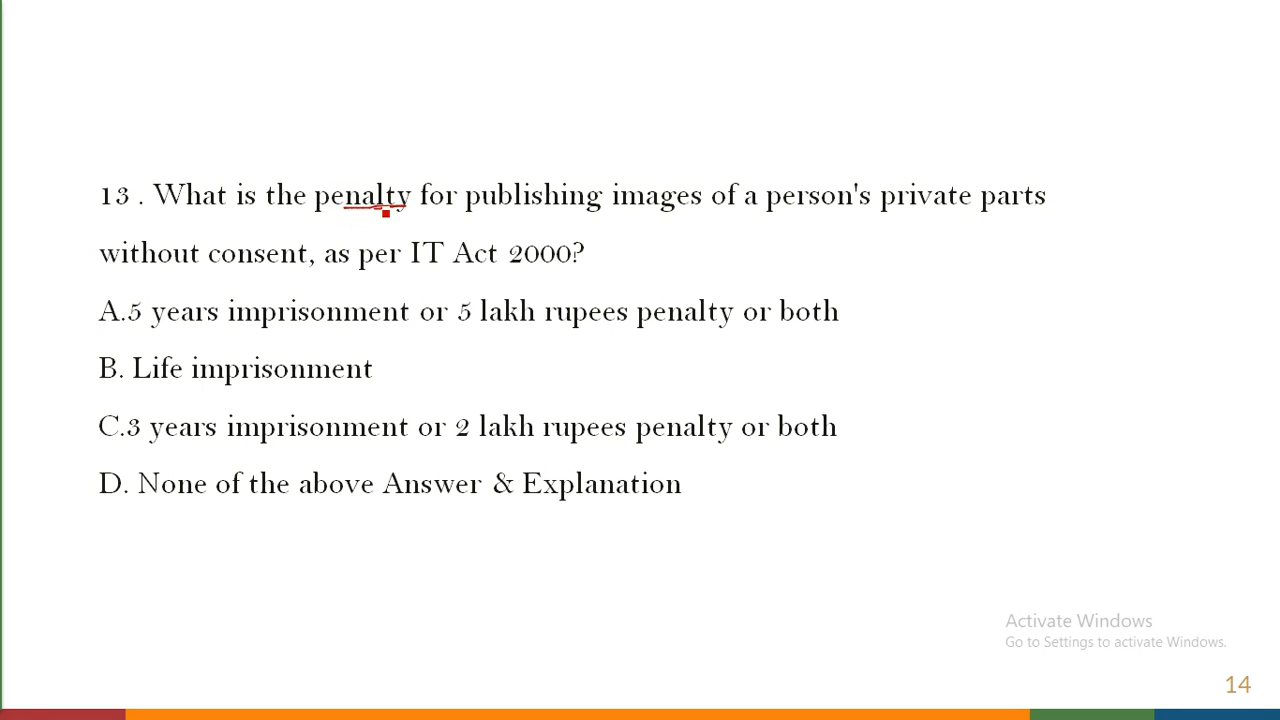 13 . What is the penalty for publishing images of a person's private parts
without consent, as per IT Act 2000?
A.5 years imprisonment or 5 lakh rupees penalty or both
B. Life imprisonment
C.3 years imprisonment or 2 lakh rupees penalty or both
D. None of the above Answer & Explanation
Activate Windows
Go to Settings to activate Windows.
14